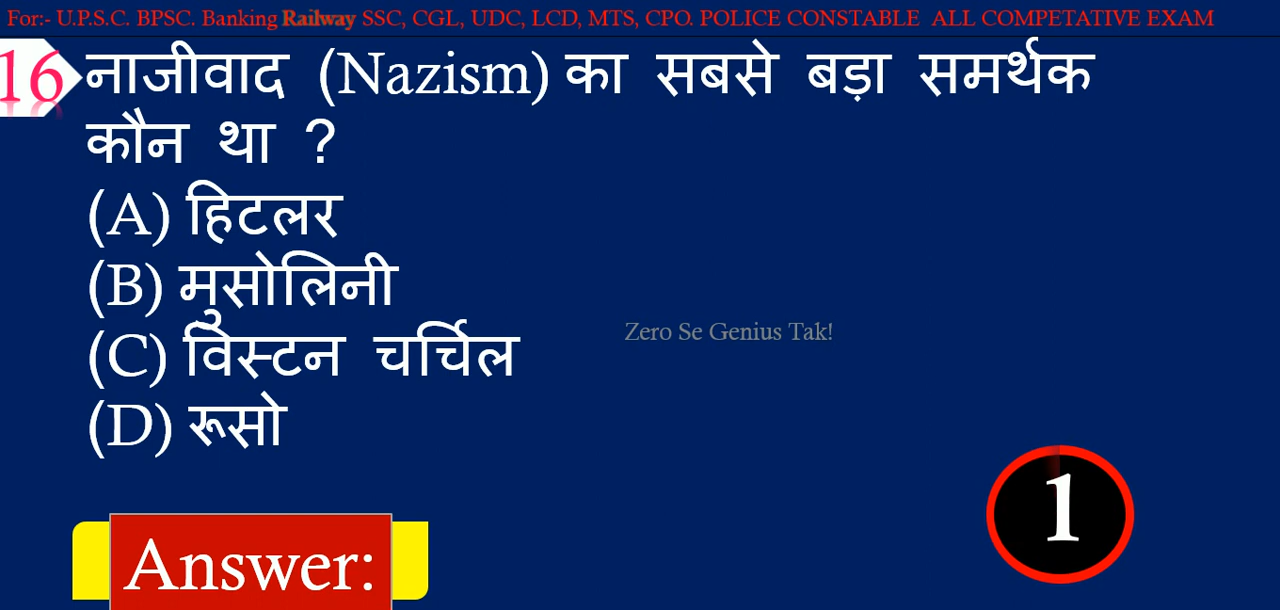 For:- U.P.S.C. BPSC. Banking Railway SSC, CGL, UDC, LCD, MTS, CPO. POLICE CONSTABLE ALL COMPETATIVE EXAM
16 नाजीवाद (Nazism) का सबसे बड़ा समर्थक
कौन था ?
(A) हिटलर
(B) मुसोलिनी
(C) विंस्टन चर्चिल
(D) रूसो
Zero Se Genius Tak!
1
Answer: